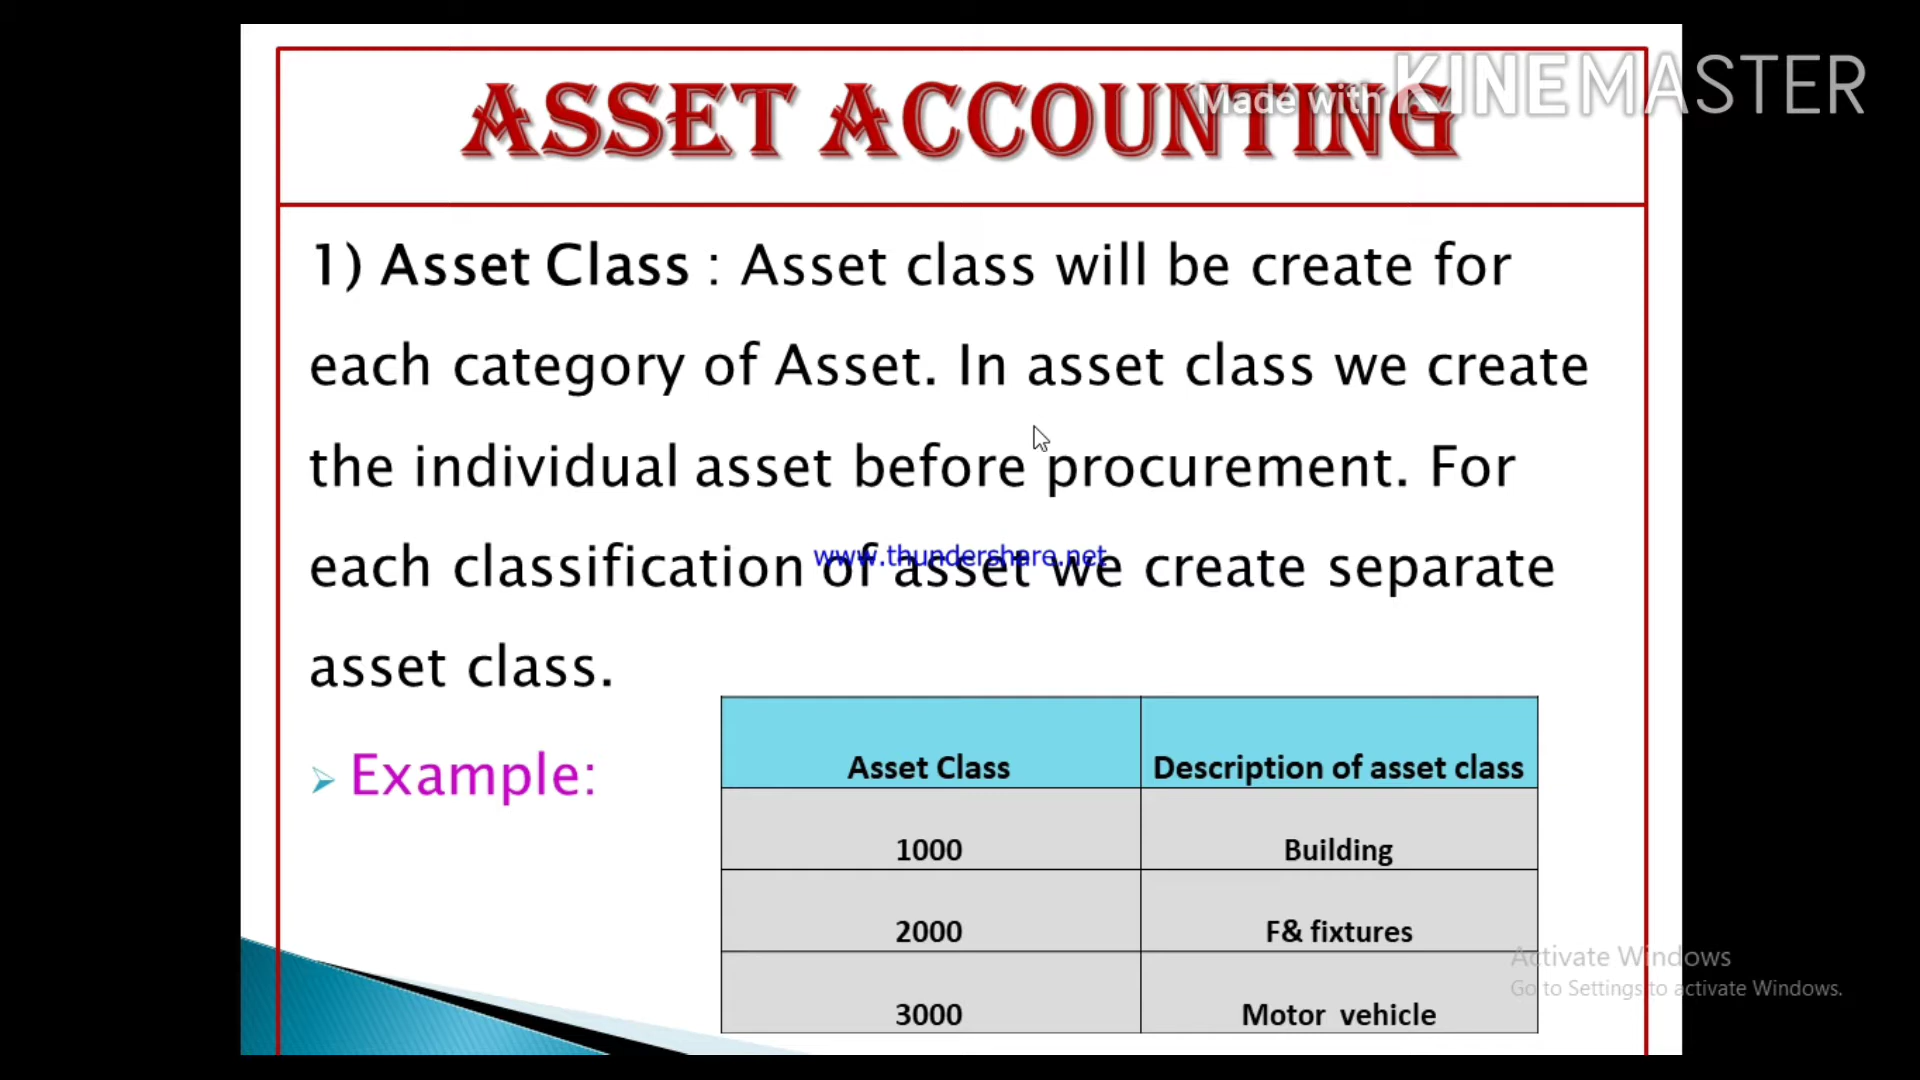 ASSET ACCOUNTING
Made with KINEMASTER
1) Asset Class : Asset class will be create for
each category of Asset. In asset class we create
the individual asset before procurement. For
each classification of asset we create separate
www.thundershare.net
asset class.
Example:
Asset Class Description of asset class
1000 Building
2000 F& fixtures
3000 Motor vehicle
Activate Windows
Go to Settings to activate Windows.